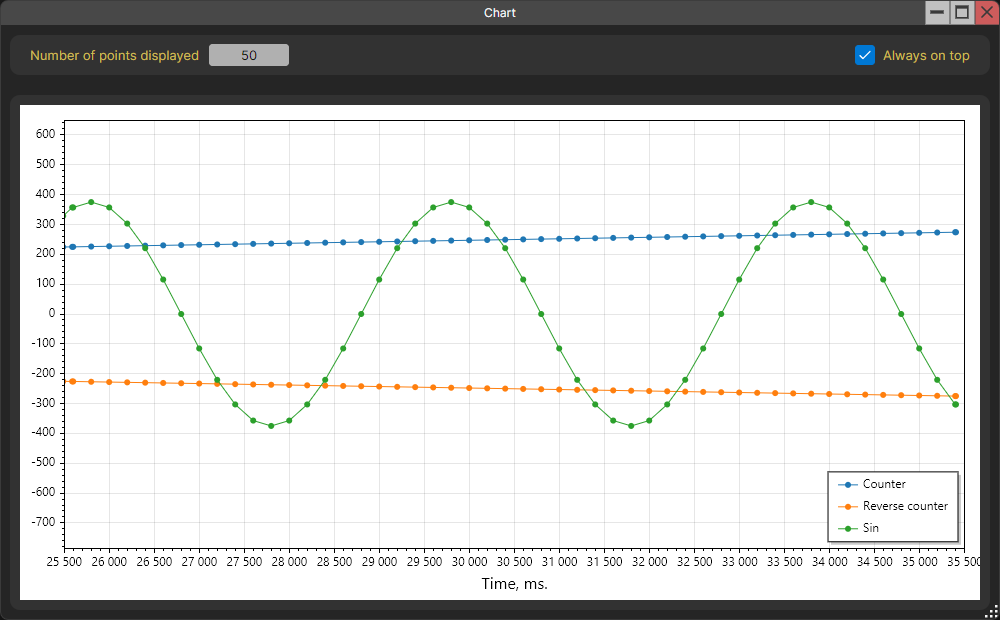 Chart
Number of points displayed 50 Always on top
600
500
400
300
200
100
0
-100
-200
-300
-400
-500
-600
-700
Counter
Reverse counter
Sin
25 500 26 000 26 500 27 000 27 500 28 000 28 500 29 000 29 500 30 000 30 500 31 000 31 500 32 000 32 500 33 000 33 500 34 000 34 500 35 000 35 500
Time, ms.